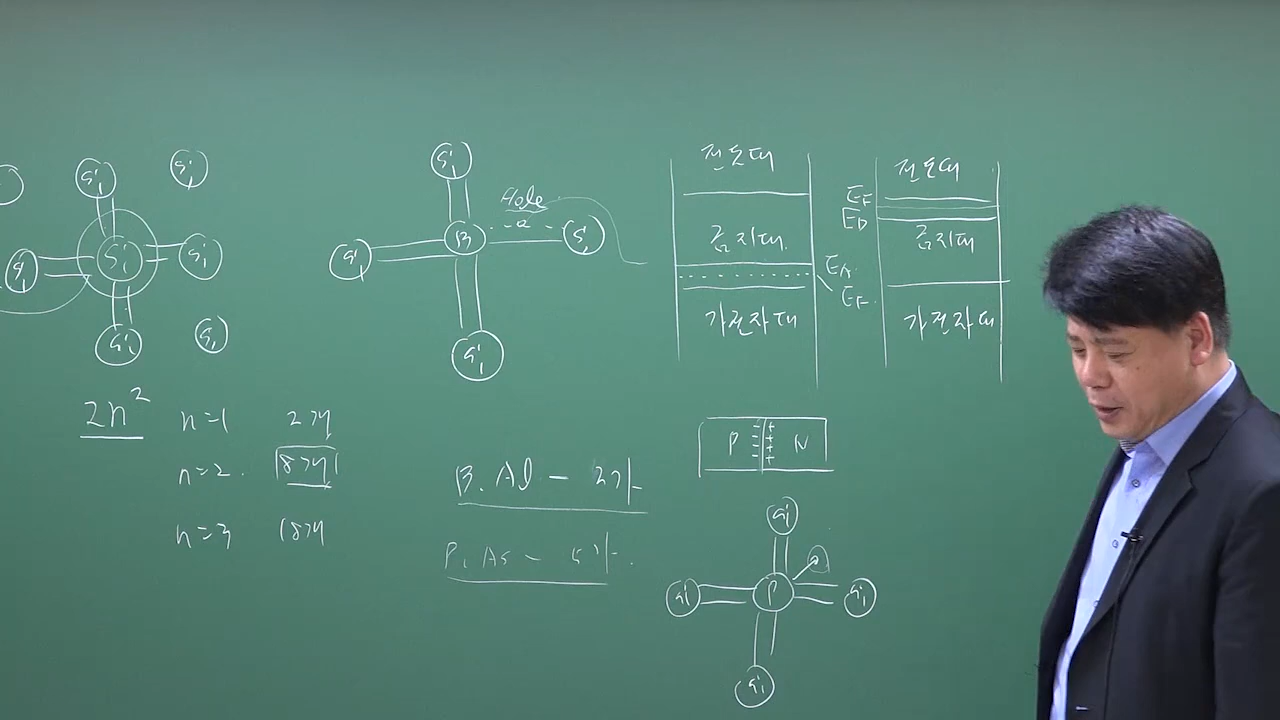 Si
Si
Si
Si
Si
Si
Si
2n²
n=1 2개
n=2. 8개
n=3 18개
Si
Hole
Si
B
Si
Si
B. Al - 3가
P. As - 5가.
전도대
금지대.
EA
EF.
가전자대
전도대
EF
ED
금지대
가전자대
P - - - - + + + + N
Si
Si
P
Si
Si